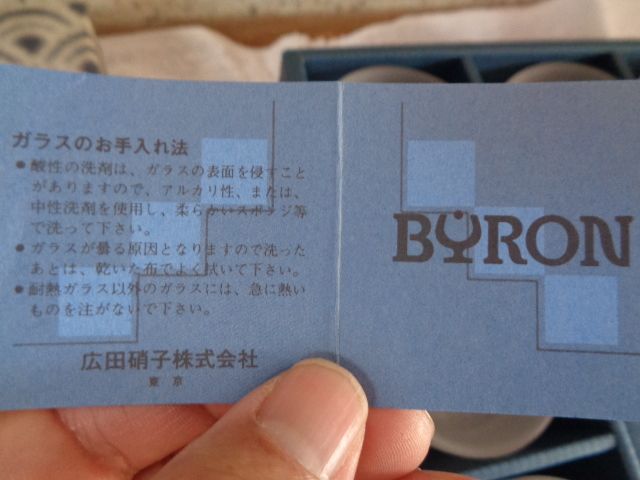 ガラスのお手入れ法
●酸性の洗剤は、ガラスの表面を侵すこと
がありますので、アルカリ性、または、
中性洗剤を使用し、柔らかいスポンジ等
で洗って下さい。
●ガラスが曇る原因となりますので洗った
あとは、乾いた布でよく拭いて下さい。
●耐熱ガラス以外のガラスには、急に熱い
ものを注がないで下さい。
広田硝子株式会社
東京
BYRON